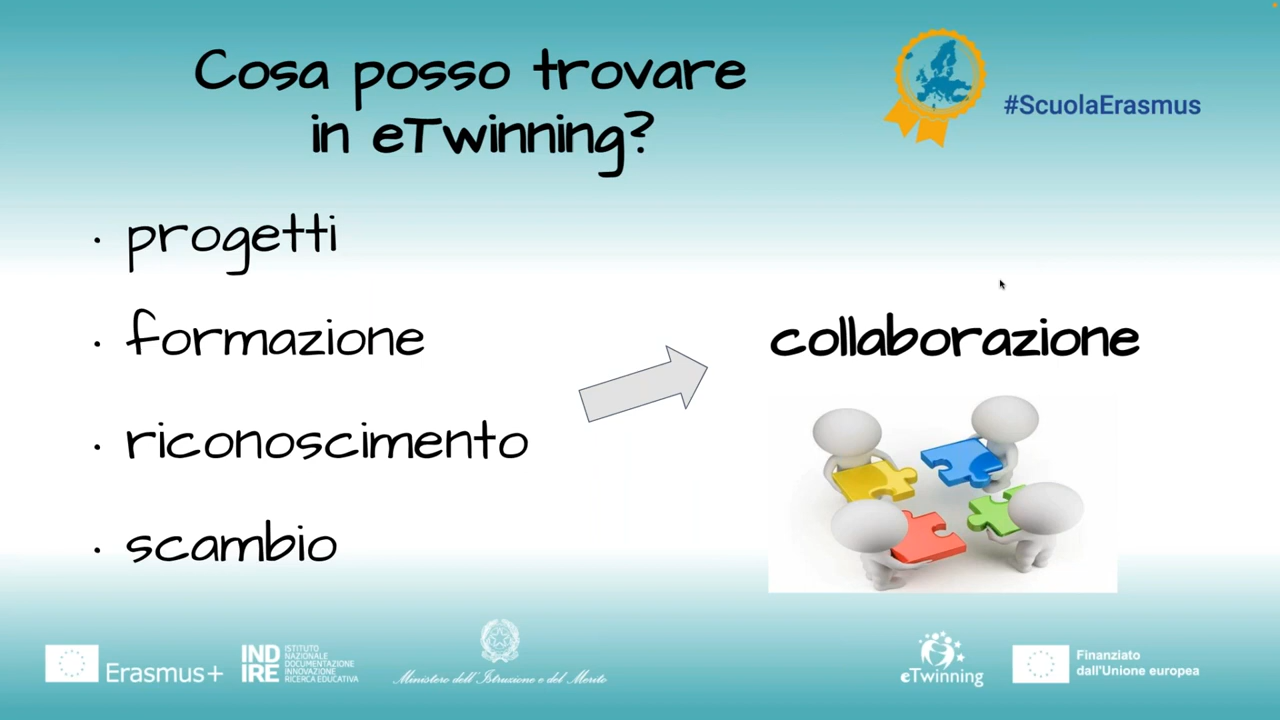 Cosa posso trovare
in eTwinning?
#ScuolaErasmus
· progetti
· formazione
· riconoscimento
· scambio
collaborazione
Erasmus+
INDIRE
ISTITUTO
NAZIONALE
DOCUMENTAZIONE
INNOVAZIONE
RICERCA EDUCATIVA
Ministero dell'Istruzione e del Merito
eTwinning
Finanziato
dall'Unione europea